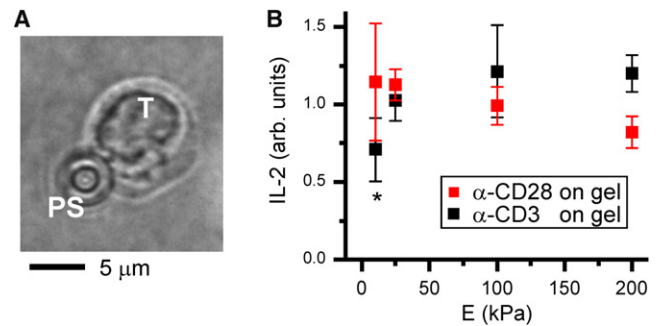 A
T
PS
5 μm
B
IL-2 (arb. units)
1.5
1.0
0.5
0.0
*
α-CD28 on gel
α-CD3 on gel
0
50
100
150
200
E (kPa)